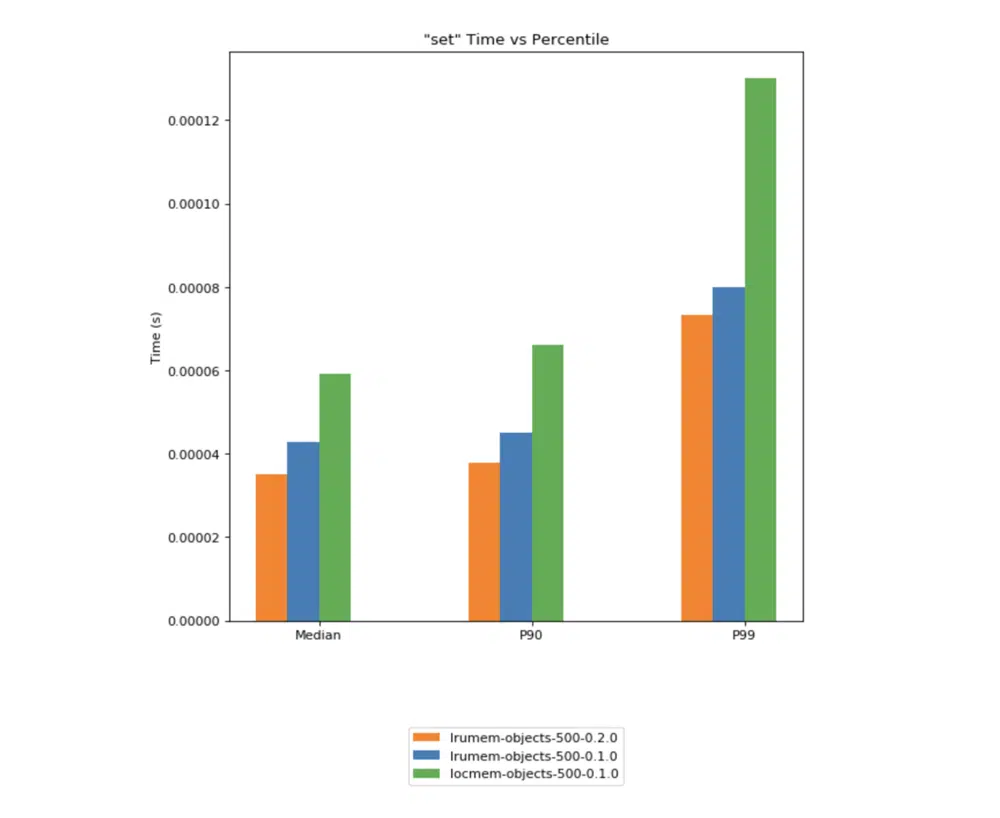 "set" Time vs Percentile
0.00012
0.00010
0.00008
0.00006
0.00004
0.00002
0.00000
Time (s)
Median P90 P99
lrumem-objects-500-0.2.0
lrumem-objects-500-0.1.0
locmem-objects-500-0.1.0